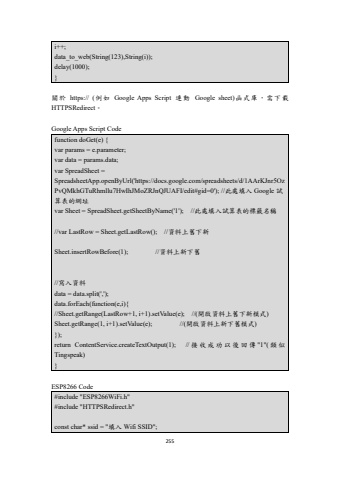 i++;
data_to_web(String(123),String(i));
delay(1000);
}
關於 https:// (例如 Google Apps Script 連動 Google sheet)函式庫，需下載
HTTPSRedirect。
Google Apps Script Code
function doGet(e) {
var params = e.parameter;
var data = params.data;
var SpreadSheet =
SpreadsheetApp.openByUrl('https://docs.google.com/spreadsheets/d/1AArKJnr5Oz
PvQMkhGTuRhmIlu7HwlhJMoZRJnQfUAFI/edit#gid=0'); //此處填入 Google 試
算表的網址
var Sheet = SpreadSheet.getSheetByName('1'); //此處填入試算表的標籤名稱
//var LastRow = Sheet.getLastRow(); //資料上舊下新
Sheet.insertRowBefore(1); //資料上新下舊
//寫入資料
data = data.split(',');
data.forEach(function(e,i){
//Sheet.getRange(LastRow+1, i+1).setValue(e); //(開啟資料上舊下新模式)
Sheet.getRange(1, i+1).setValue(e); //(開啟資料上新下舊模式)
});
return ContentService.createTextOutput(1); //接收成功以後回傳"1"(類似
Tingspeak)
}
ESP8266 Code
#include "ESP8266WiFi.h"
#include "HTTPSRedirect.h"
const char* ssid = "填入 Wifi SSID";
255